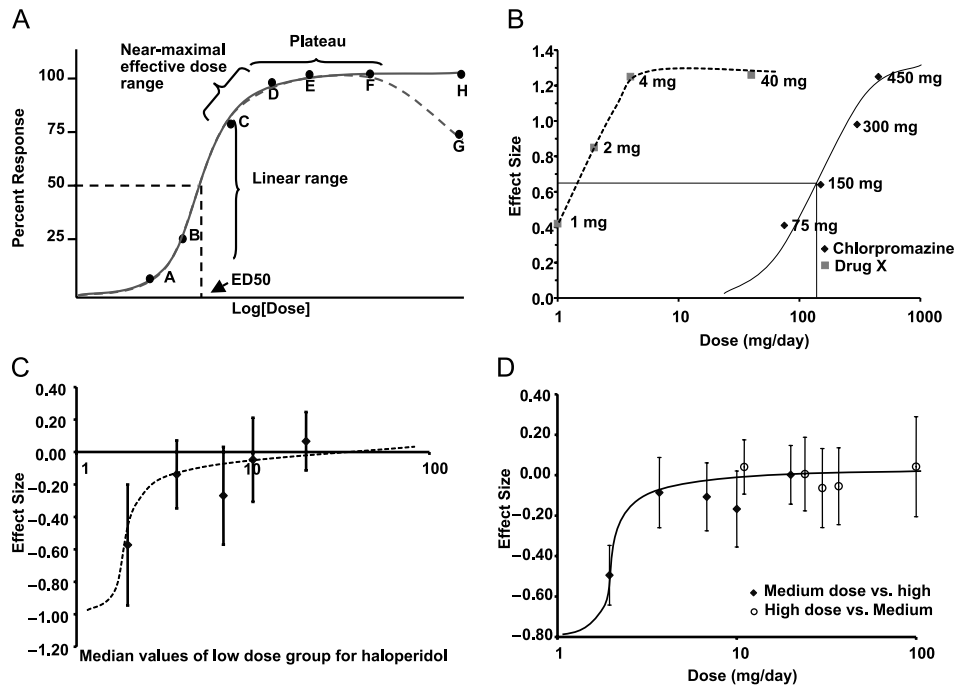 A
Near-maximal
effective dose
range
Plateau
Percent Response
100
75
50
25
A
B
C
D
E
F
G
H
Linear range
ED50
Log[Dose]
B
Effect Size
1.4
1.2
1.0
0.8
0.6
0.4
0.2
0.0
1 mg
2 mg
4 mg
40 mg
75 mg
150 mg
300 mg
450 mg
Chlorpromazine
Drug X
1
10
100
1000
Dose (mg/day)
C
Effect Size
0.40
0.20
0.00
–0.20
–0.40
–0.60
–0.80
–1.00
–1.20
1
10
100
Median values of low dose group for haloperidol
D
Effect Size
0.40
0.20
0.00
–0.20
–0.40
–0.60
–0.80
Medium dose vs. high
High dose vs. Medium
1
10
100
Dose (mg/day)